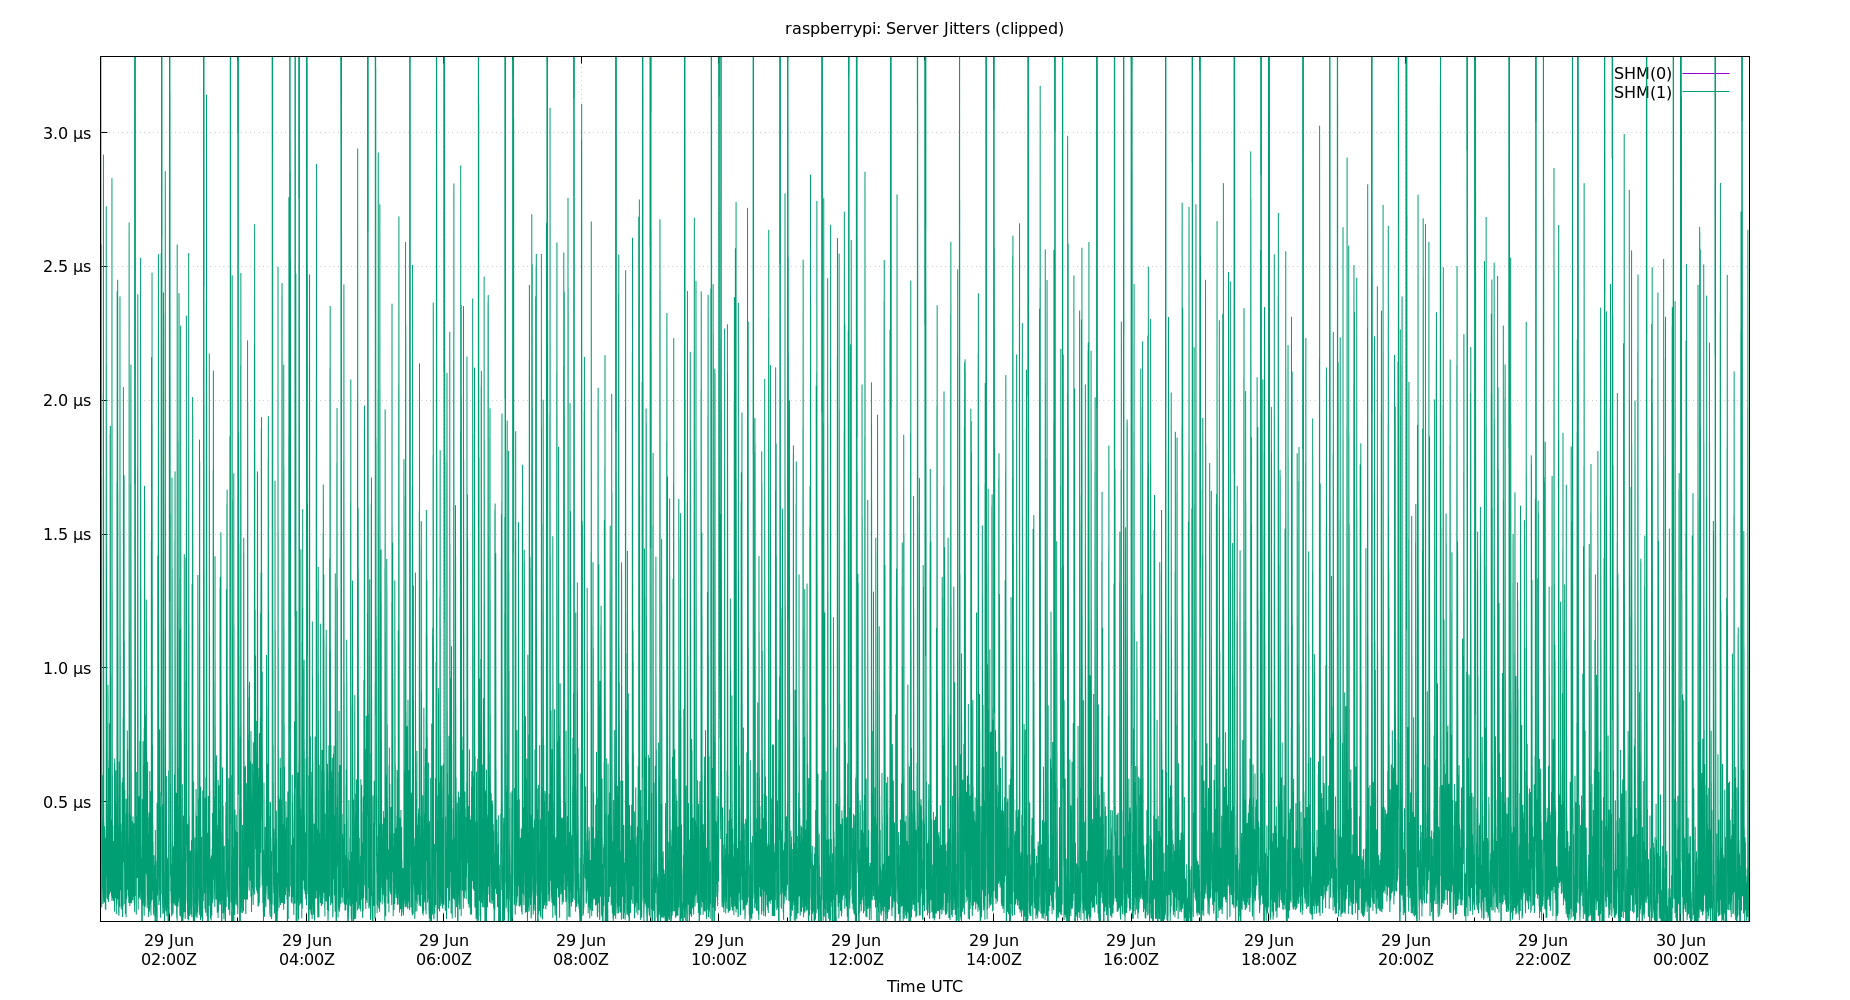 raspberrypi: Server Jitters (clipped)
SHM(0)
SHM(1)
3.0 µs
2.5 µs
2.0 µs
1.5 µs
1.0 µs
0.5 µs
29 Jun 29 Jun 29 Jun 29 Jun 29 Jun 29 Jun 29 Jun 29 Jun 29 Jun 29 Jun 29 Jun 30 Jun
02:00Z 04:00Z 06:00Z 08:00Z 10:00Z 12:00Z 14:00Z 16:00Z 18:00Z 20:00Z 22:00Z 00:00Z
Time UTC